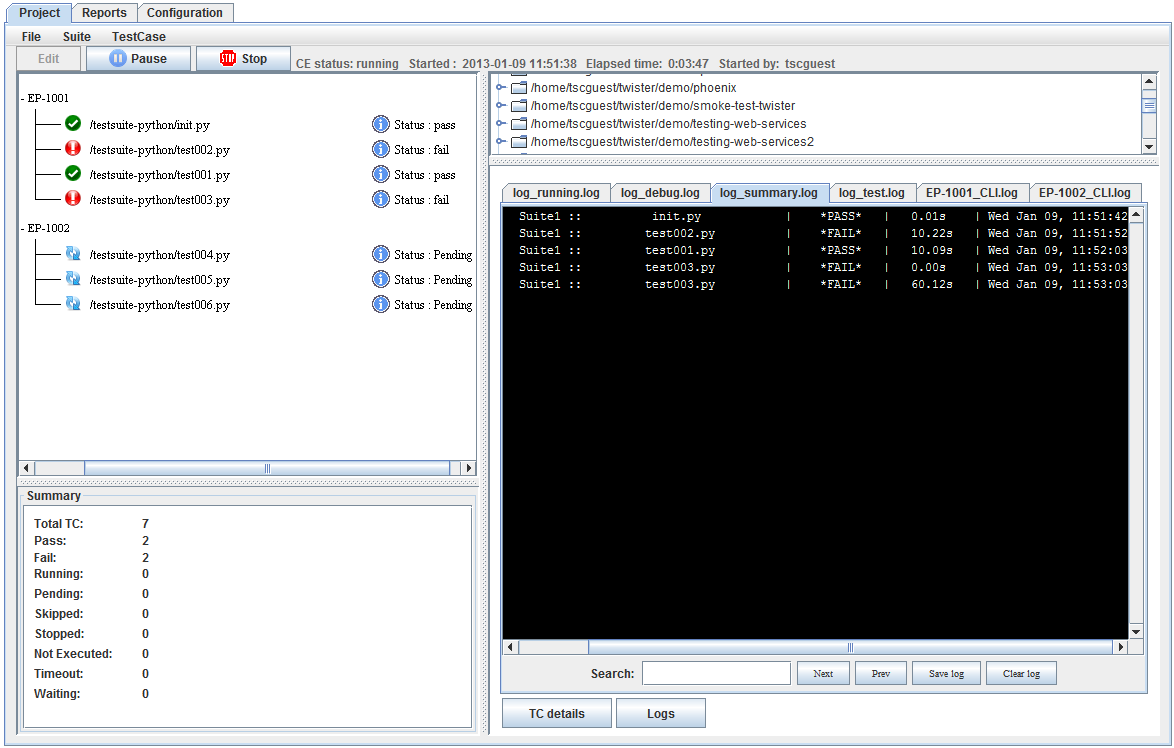 Project Reports Configuration
File Suite TestCase
Edit Pause STOP Stop CE status: running Started : 2013-01-09 11:51:38 Elapsed time: 0:03:47 Started by: tscguest
- EP-1001
/testsuite-python/init.py Status : pass
/testsuite-python/test002.py Status : fail
/testsuite-python/test001.py Status : pass
/testsuite-python/test003.py Status : fail
- EP-1002
/testsuite-python/test004.py Status : Pending
/testsuite-python/test005.py Status : Pending
/testsuite-python/test006.py Status : Pending
Summary
Total TC: 7
Pass: 2
Fail: 2
Running: 0
Pending: 0
Skipped: 0
Stopped: 0
Not Executed: 0
Timeout: 0
Waiting: 0
/home/tscguest/twister/demo/phoenix
/home/tscguest/twister/demo/smoke-test-twister
/home/tscguest/twister/demo/testing-web-services
/home/tscguest/twister/demo/testing-web-services2
log_running.log log_debug.log log_summary.log log_test.log EP-1001_CLI.log EP-1002_CLI.log
Suite1 :: init.py | *PASS* | 0.01s | Wed Jan 09, 11:51:42
Suite1 :: test002.py | *FAIL* | 10.22s | Wed Jan 09, 11:51:52
Suite1 :: test001.py | *PASS* | 10.09s | Wed Jan 09, 11:52:03
Suite1 :: test003.py | *FAIL* | 0.00s | Wed Jan 09, 11:53:03
Suite1 :: test003.py | *FAIL* | 60.12s | Wed Jan 09, 11:53:03
Search: Next Prev Save log Clear log
TC details Logs